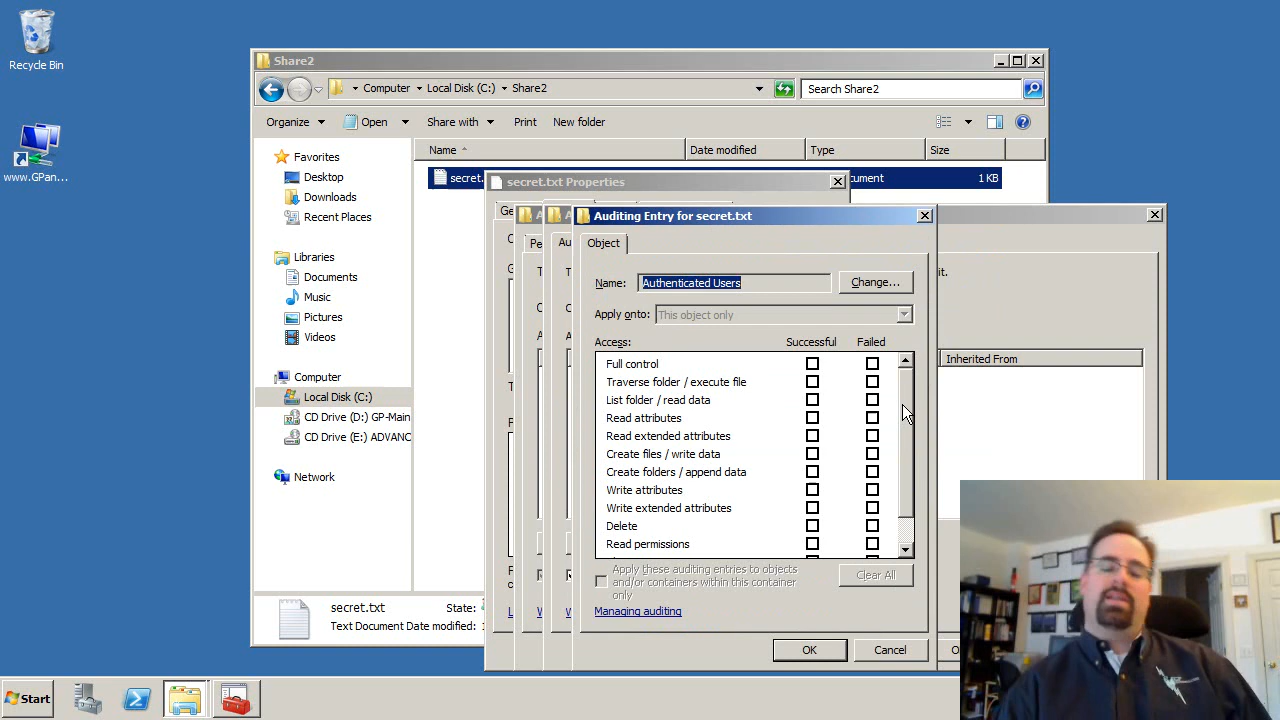 Recycle Bin
www.GPan...
Share2
Computer Local Disk (C:) Share2
Search Share2
Organize Open Share with Print New folder
Name Date modified Type Size
Favorites
Desktop
Downloads
Recent Places
Libraries
Documents
Music
Pictures
Videos
Computer
Local Disk (C:)
CD Drive (D:) GP-Main
CD Drive (E:) ADVANC
Network
secret. 1 KB
secret.txt Properties
Auditing Entry for secret.txt
Object
Name: Authenticated Users Change...
Apply onto: This object only
Access: Successful Failed
Full control
Traverse folder / execute file
List folder / read data
Read attributes
Read extended attributes
Create files / write data
Create folders / append data
Write attributes
Write extended attributes
Delete
Read permissions
Apply these auditing entries to objects
and/or containers within this container
only
Clear All
Managing auditing
OK Cancel
it.
Inherited From
secret.txt State:
Text Document Date modified:
Start